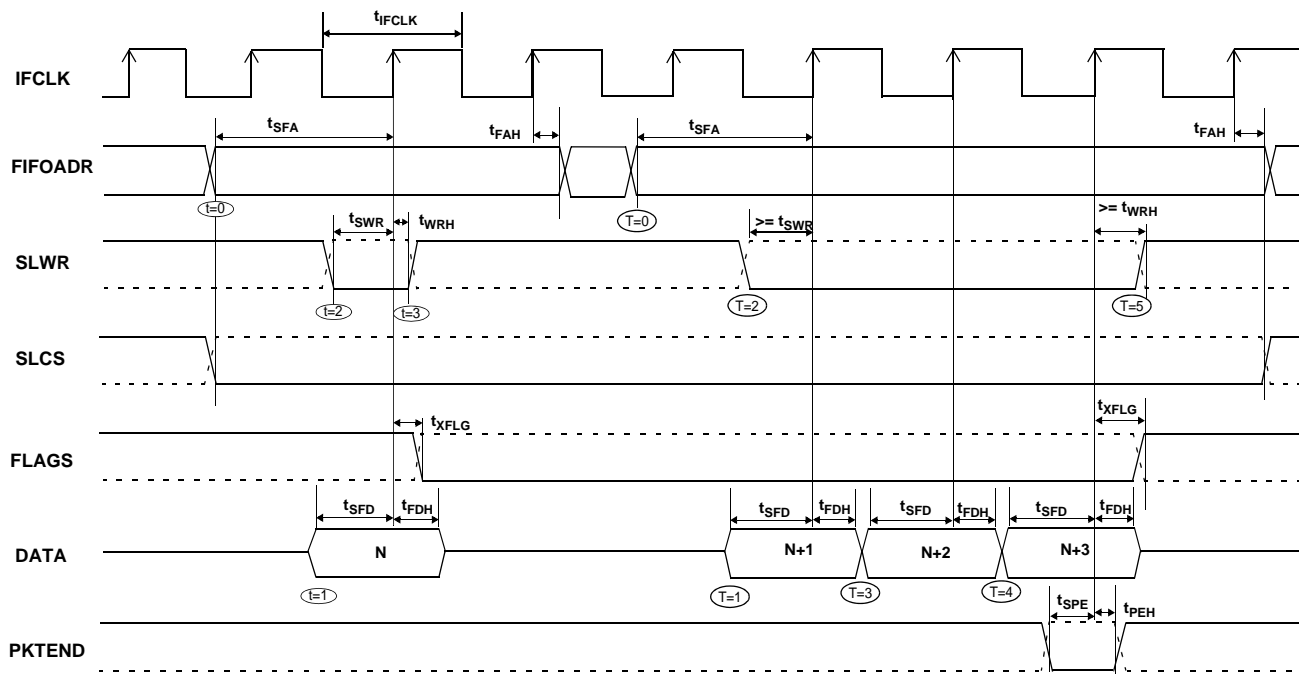 tIFCLK
IFCLK
tSFA
tFAH
tSFA
tFAH
FIFOADR
t=0
tSWR
tWRH
T=0
>= tSWR
>= tWRH
SLWR
t=2
t=3
T=2
T=5
SLCS
tXFLG
tXFLG
FLAGS
tSFD
tFDH
tSFD
tFDH
tSFD
tFDH
tSFD
tFDH
DATA
N
N+1
N+2
N+3
t=1
T=1
T=3
T=4
tSPE
tPEH
PKTEND